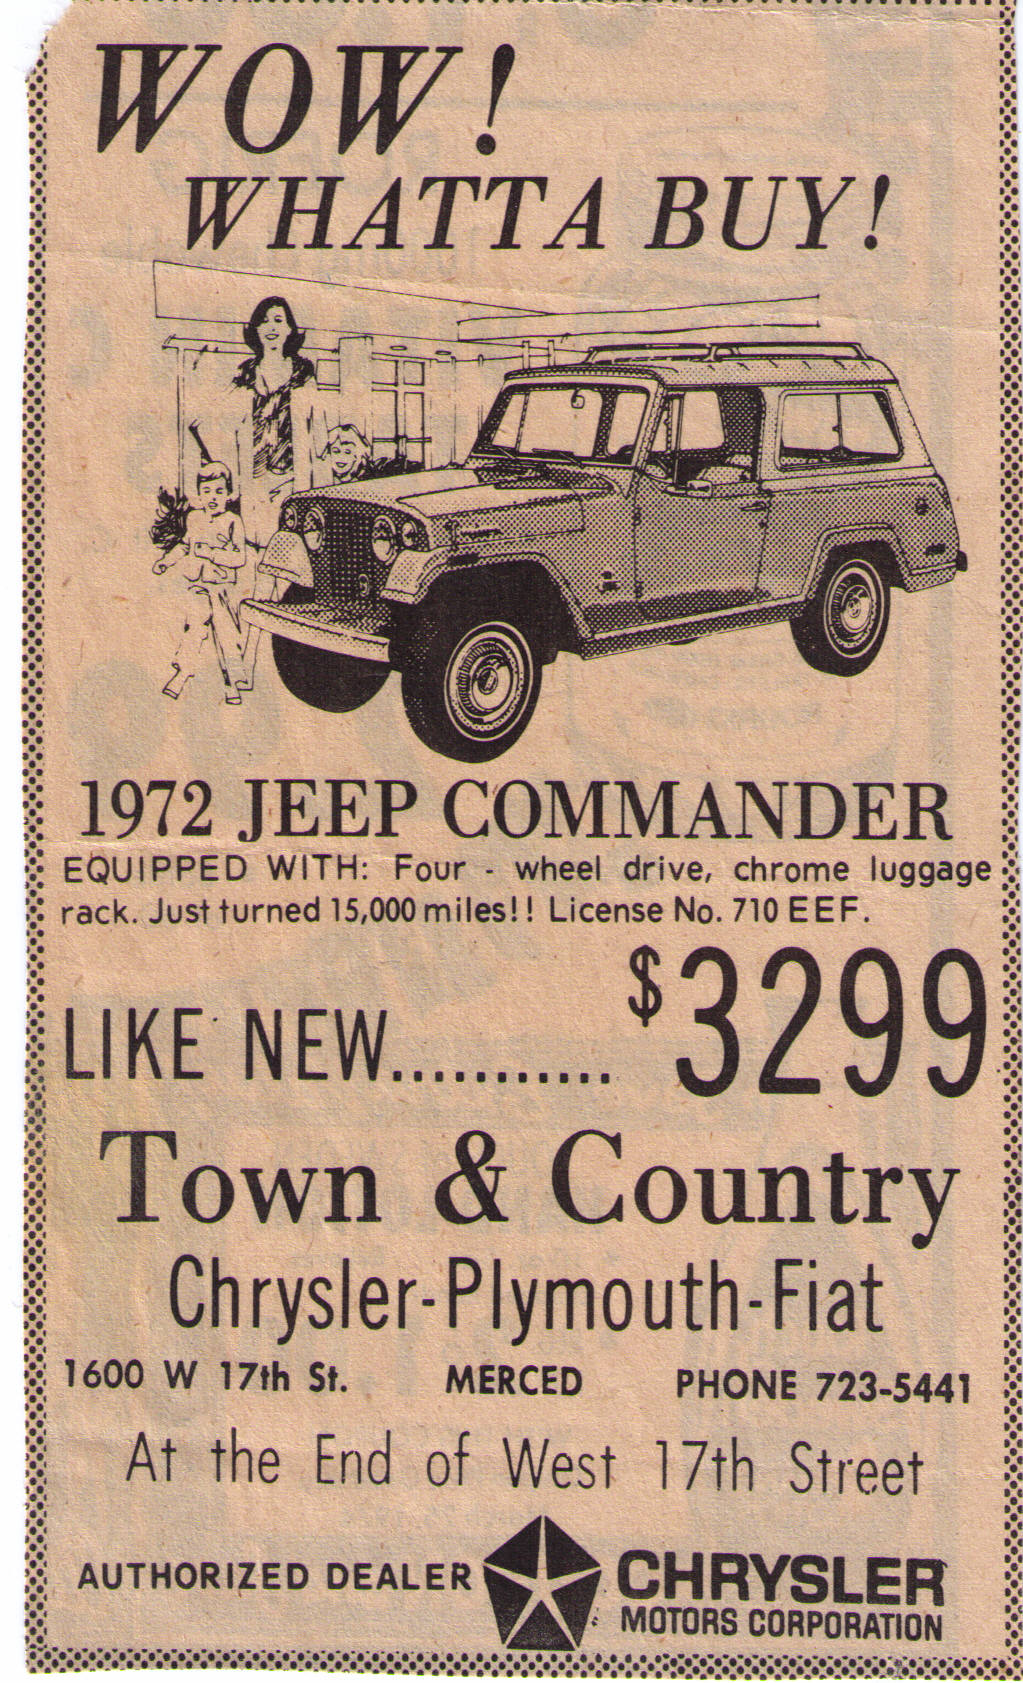 WOW!
WHATTA BUY!
1972 JEEP COMMANDER
EQUIPPED WITH: Four - wheel drive, chrome luggage
rack. Just turned 15,000 miles!! License No. 710 EEF.
LIKE NEW........... $3299
Town & Country
Chrysler-Plymouth-Fiat
1600 W 17th St. MERCED PHONE 723-5441
At the End of West 17th Street
AUTHORIZED DEALER CHRYSLER
MOTORS CORPORATION